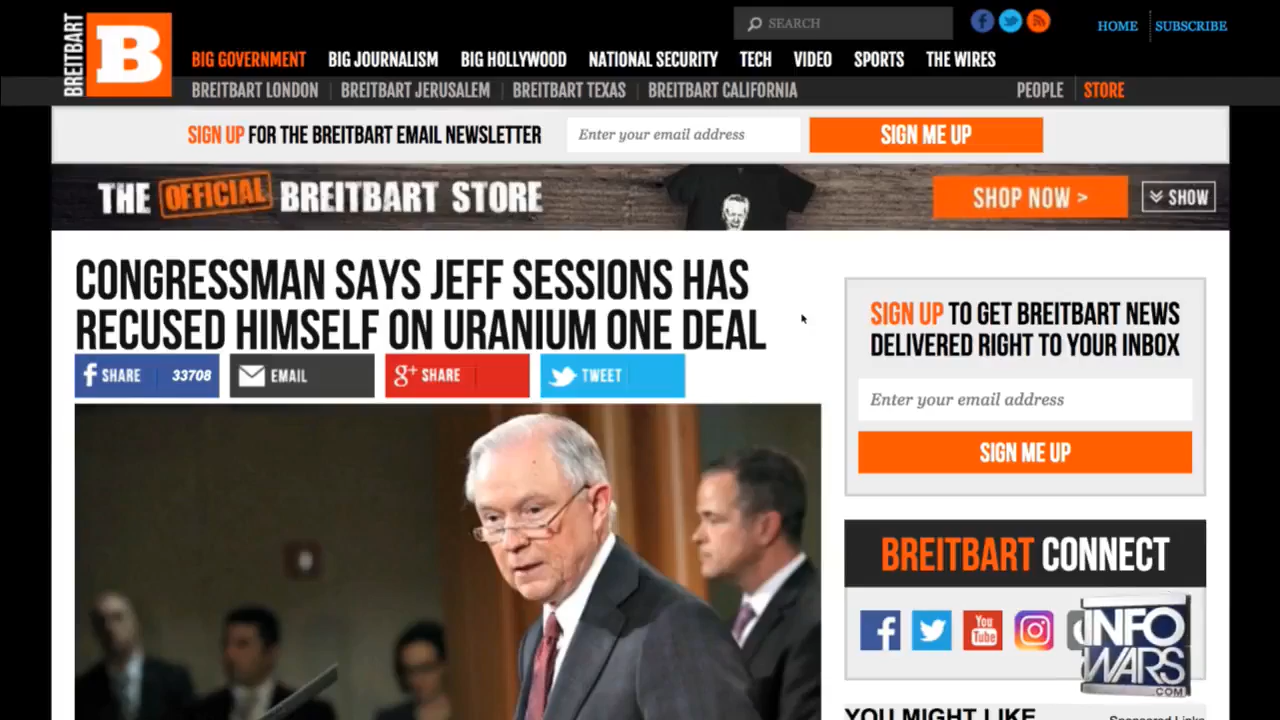 BREITBART
B
SEARCH
HOME
SUBSCRIBE
BIG GOVERNMENT BIG JOURNALISM BIG HOLLYWOOD NATIONAL SECURITY TECH VIDEO SPORTS THE WIRES
BREITBART LONDON BREITBART JERUSALEM BREITBART TEXAS BREITBART CALIFORNIA PEOPLE STORE
SIGN UP FOR THE BREITBART EMAIL NEWSLETTER Enter your email address SIGN ME UP
THE OFFICIAL BREITBART STORE SHOP NOW > SHOW
CONGRESSMAN SAYS JEFF SESSIONS HAS
RECUSED HIMSELF ON URANIUM ONE DEAL
f SHARE 33708 EMAIL g+ SHARE TWEET
SIGN UP TO GET BREITBART NEWS
DELIVERED RIGHT TO YOUR INBOX
Enter your email address
SIGN ME UP
BREITBART CONNECT
You
Tube
INFO
WARS
.COM
YOU MIGHT LIKE
Sponsored Links